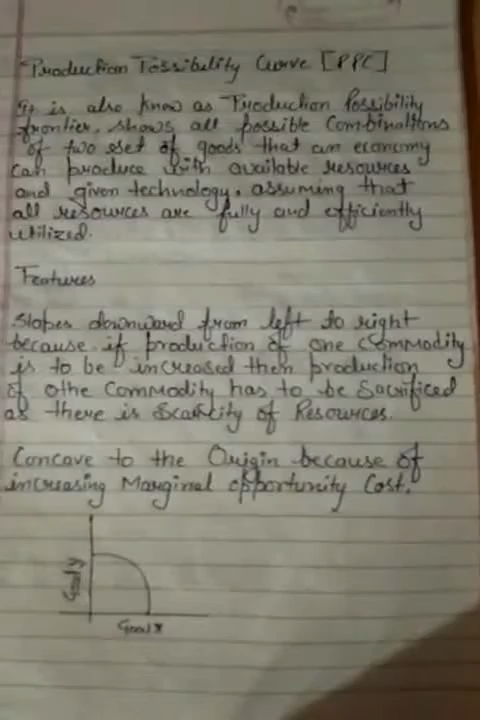 Production Possibility Curve [PPC]
It is also know as Production Possibility
frontier, shows all possible Combinations
of two set of goods that an economy
can produce with available resources
and given technology, assuming that
all resources are fully and efficiently
utilized.
Features
Slopes downward from left to right
because if production of one Commodity
is to be increased then production
of othe Commodity has to be Sacrificed
as there is Scarcity of Resources.
Concave to the Origin because of
increasing Marginal opportunity Cost.
Good y
Good x